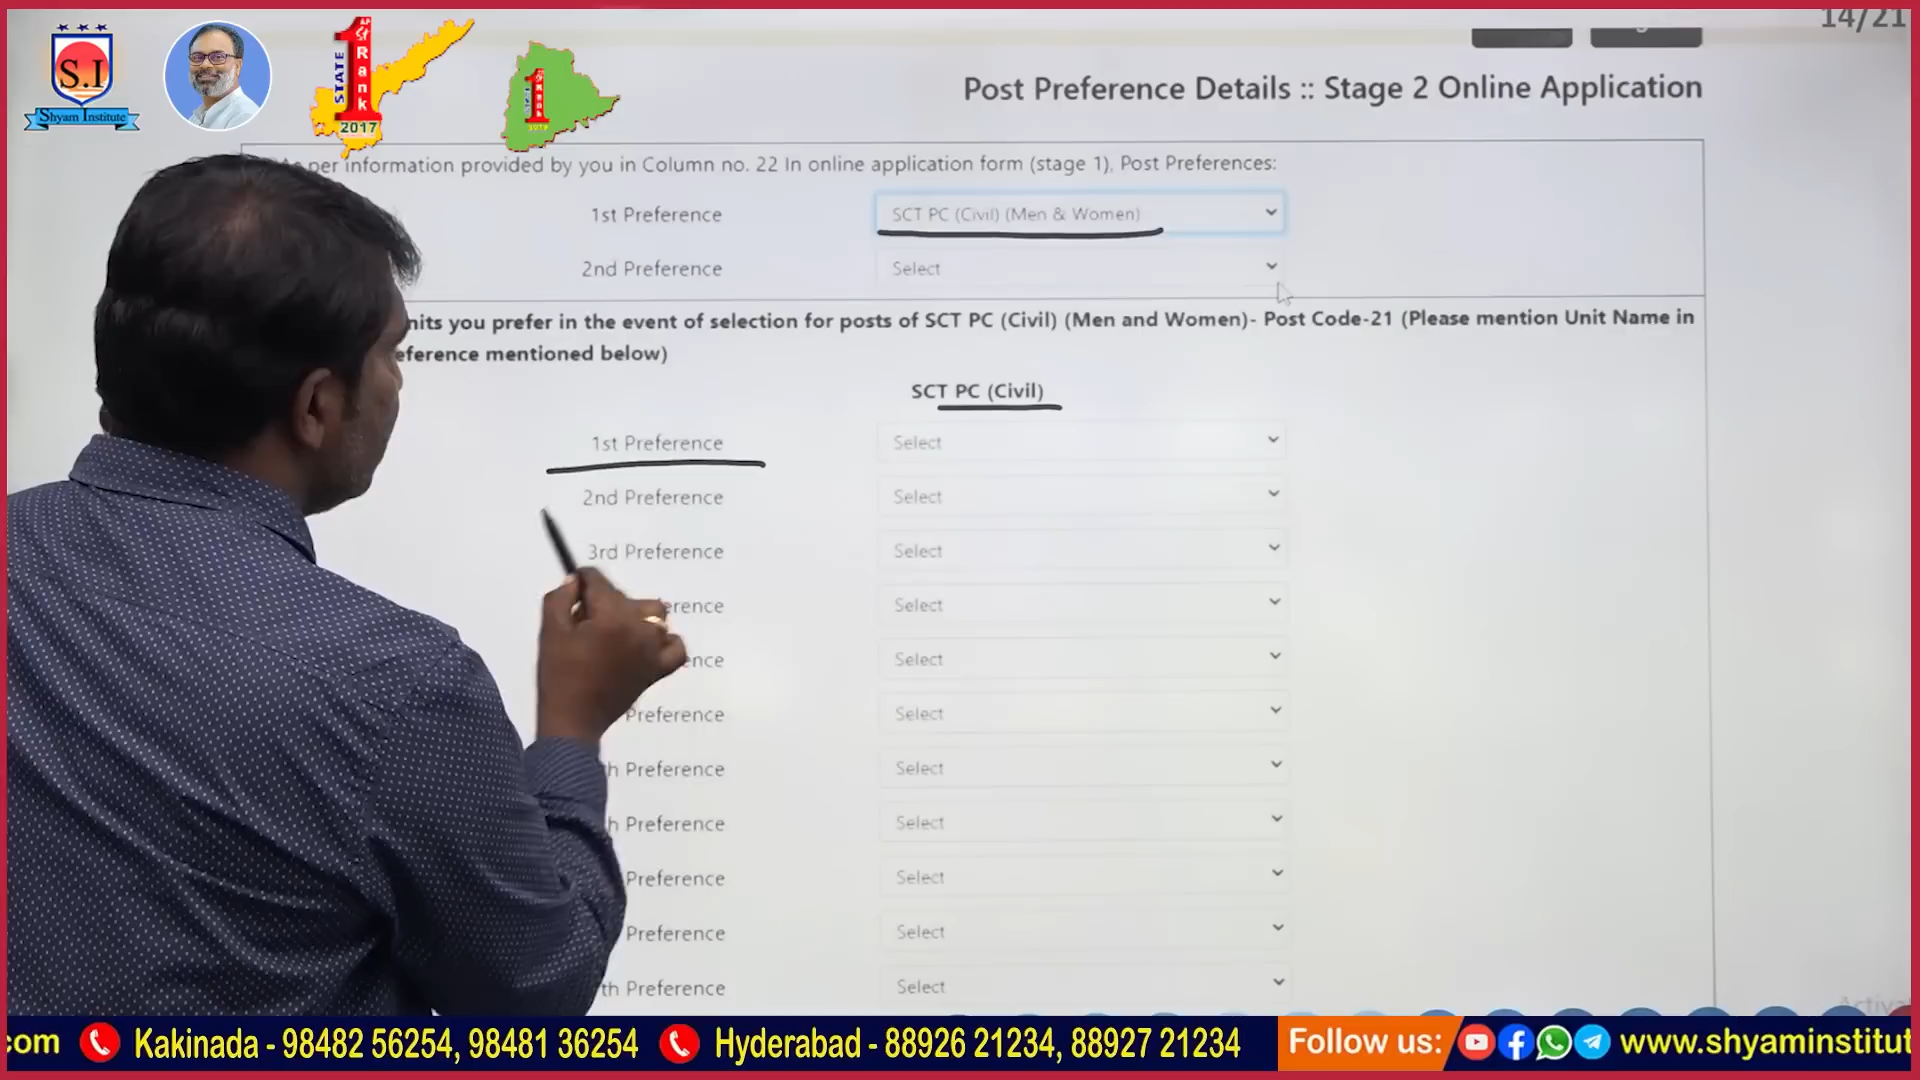 14/21
S.I
Shyam Institute
STATE
1
Rank
2017
STATE
1
Post Preference Details :: Stage 2 Online Application
per information provided by you in Column no. 22 In online application form (stage 1), Post Preferences:
1st Preference SCT PC (Civil) (Men & Women)
2nd Preference Select
nits you prefer in the event of selection for posts of SCT PC (Civil) (Men and Women)- Post Code-21 (Please mention Unit Name in
eference mentioned below)
SCT PC (Civil)
1st Preference Select
2nd Preference Select
3rd Preference Select
erence Select
ence Select
Preference Select
h Preference Select
h Preference Select
Preference Select
Preference Select
th Preference Select
Activa
com Kakinada - 98482 56254, 98481 36254 Hyderabad - 88926 21234, 88927 21234 Follow us: www.shyaminstitut